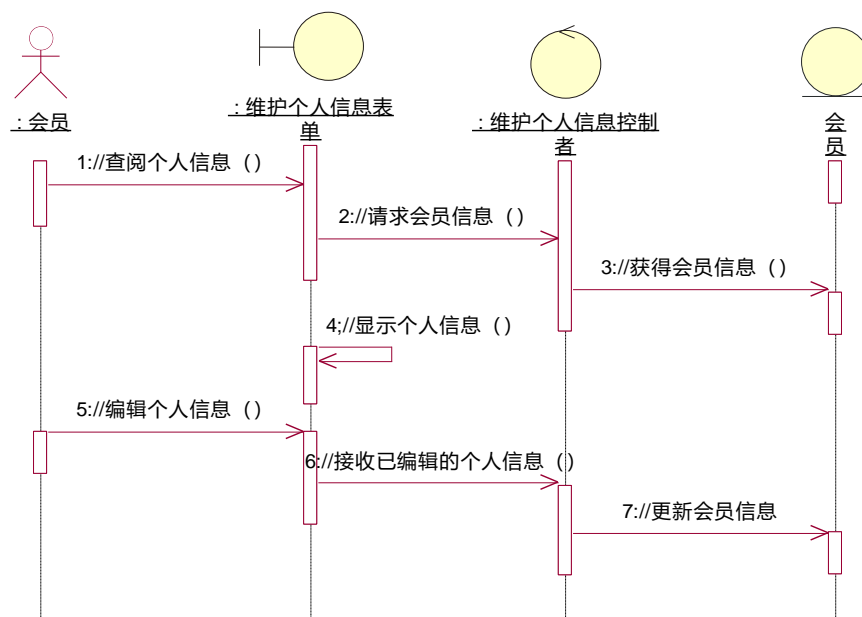 : 会员
: 维护个人信息表
单
: 维护个人信息控制
者
会
员
1://查阅个人信息（）
2://请求会员信息（）
3://获得会员信息（）
4;//显示个人信息（）
5://编辑个人信息（）
6://接收已编辑的个人信息（）
7://更新会员信息